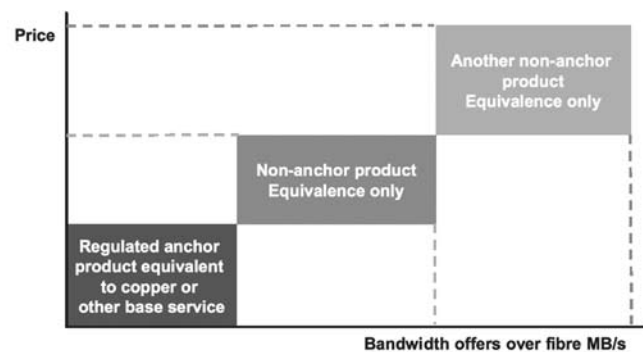 Price
Another non-anchor
product
Equivalence only
Non-anchor product
Equivalence only
Regulated anchor
product equivalent
to copper or
other base service
Bandwidth offers over fibre MB/s